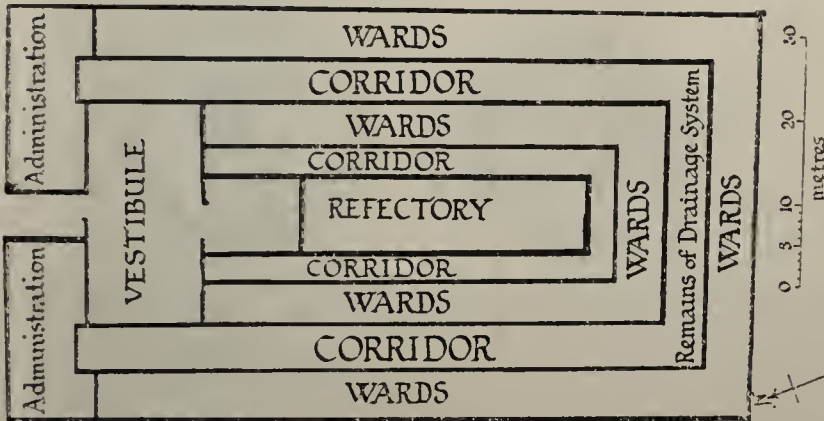 Administration
WARDS
CORRIDOR
WARDS
CORRIDOR
VESTIBULE
REFECTORY
CORRIDOR
WARDS
WARDS
Remains of Drainage System
WARDS
Administration
CORRIDOR
WARDS
30
20
10
5
0
metres
N